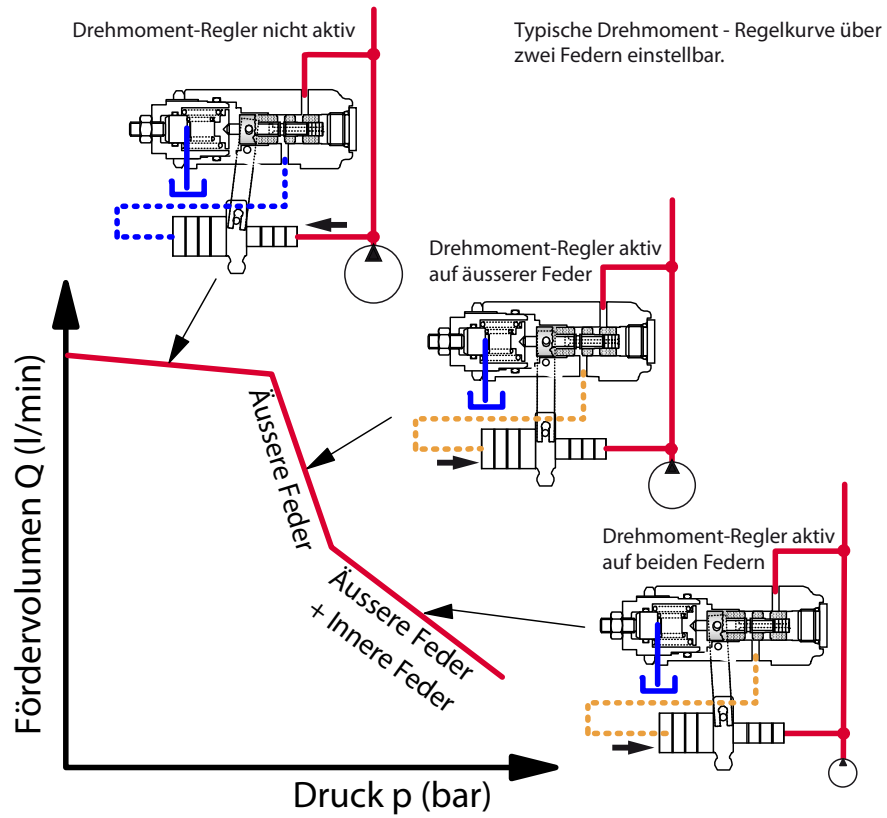 Drehmoment-Regler nicht aktiv
Typische Drehmoment - Regelkurve über
zwei Federn einstellbar.
Drehmoment-Regler aktiv
auf äusserer Feder
Drehmoment-Regler aktiv
auf beiden Federn
Äussere Feder
Äussere Feder
+ Innere Feder
Fördervolumen Q (l/min)
Druck p (bar)